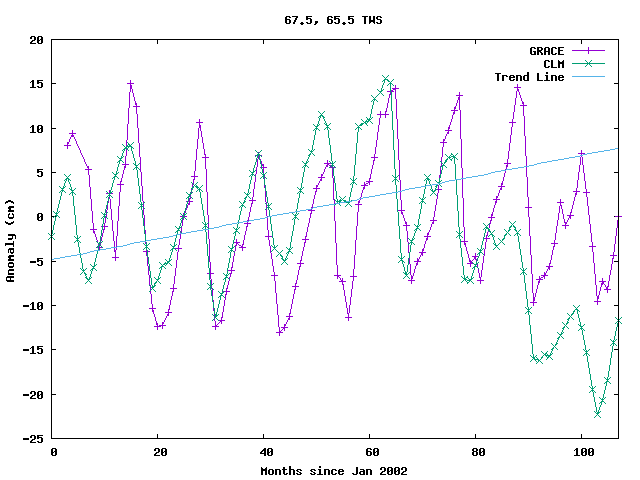 67.5, 65.5 TWS
GRACE
CLM
Trend Line
20
15
10
5
0
-5
-10
-15
-20
-25
Anomaly (cm)
0 20 40 60 80 100
Months since Jan 2002